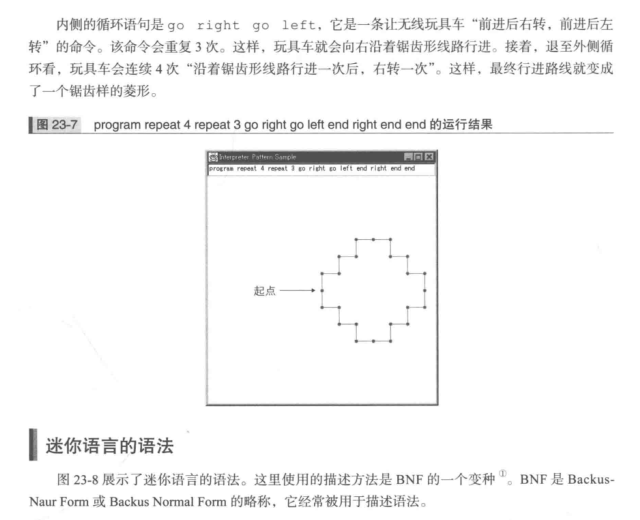 内侧的循环语句是 go right go left，它是一条让无线玩具车“前进后右转，前进后左
转”的命令。该命令会重复 3 次。这样，玩具车就会向右沿着锯齿形线路行进。接着，退至外侧循
环看，玩具车会连续 4 次“沿着锯齿形线路行进一次后，右转一次”。这样，最终行进路线就变成
了一个锯齿样的菱形。
图 23-7 program repeat 4 repeat 3 go right go left end right end end 的运行结果
Interpreter Pattern Sample
program repeat 4 repeat 3 go right go left end right end end
起点
迷你语言的语法
图 23-8 展示了迷你语言的语法。这里使用的描述方法是 BNF 的一个变种①。BNF 是 Backus-
Naur Form 或 Backus Normal Form 的略称，它经常被用于描述语法。